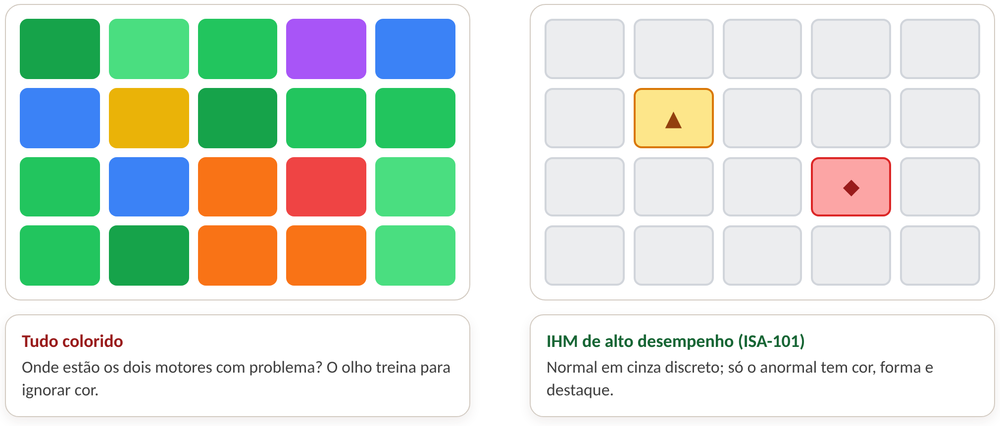 Tudo colorido
Onde estão os dois motores com problema? O olho treina para
ignorar cor.
IHM de alto desempenho (ISA-101)
Normal em cinza discreto; só o anormal tem cor, forma e
destaque.